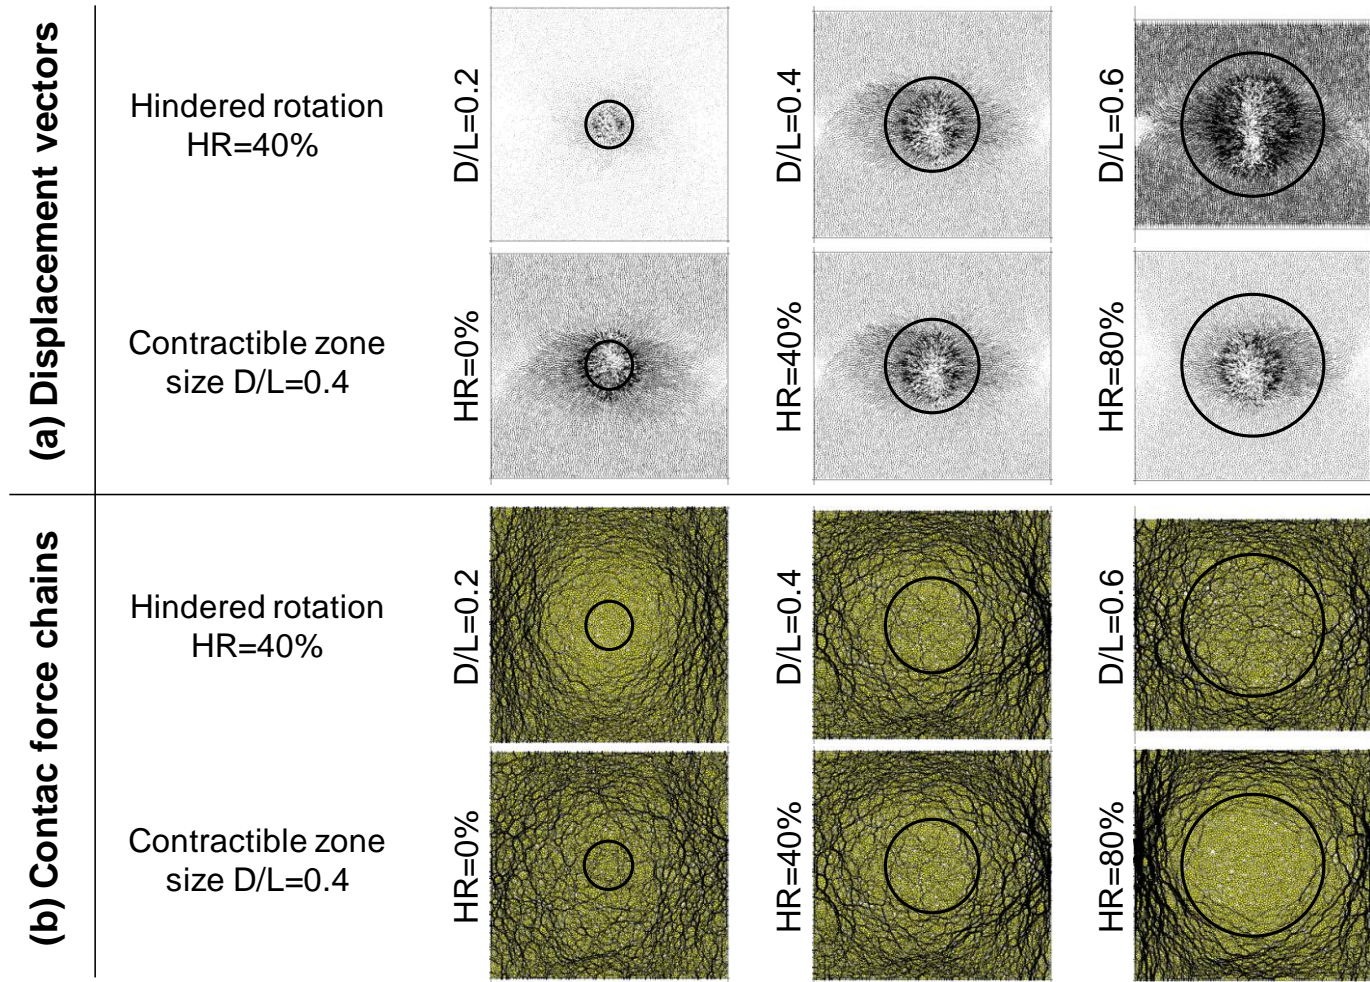 (a) Displacement vectors
Hindered rotation
HR=40%
D/L=0.2
D/L=0.4
D/L=0.6
Contractible zone
size D/L=0.4
HR=0%
HR=40%
HR=80%
(b) Contac force chains
Hindered rotation
HR=40%
D/L=0.2
D/L=0.4
D/L=0.6
Contractible zone
size D/L=0.4
HR=0%
HR=40%
HR=80%